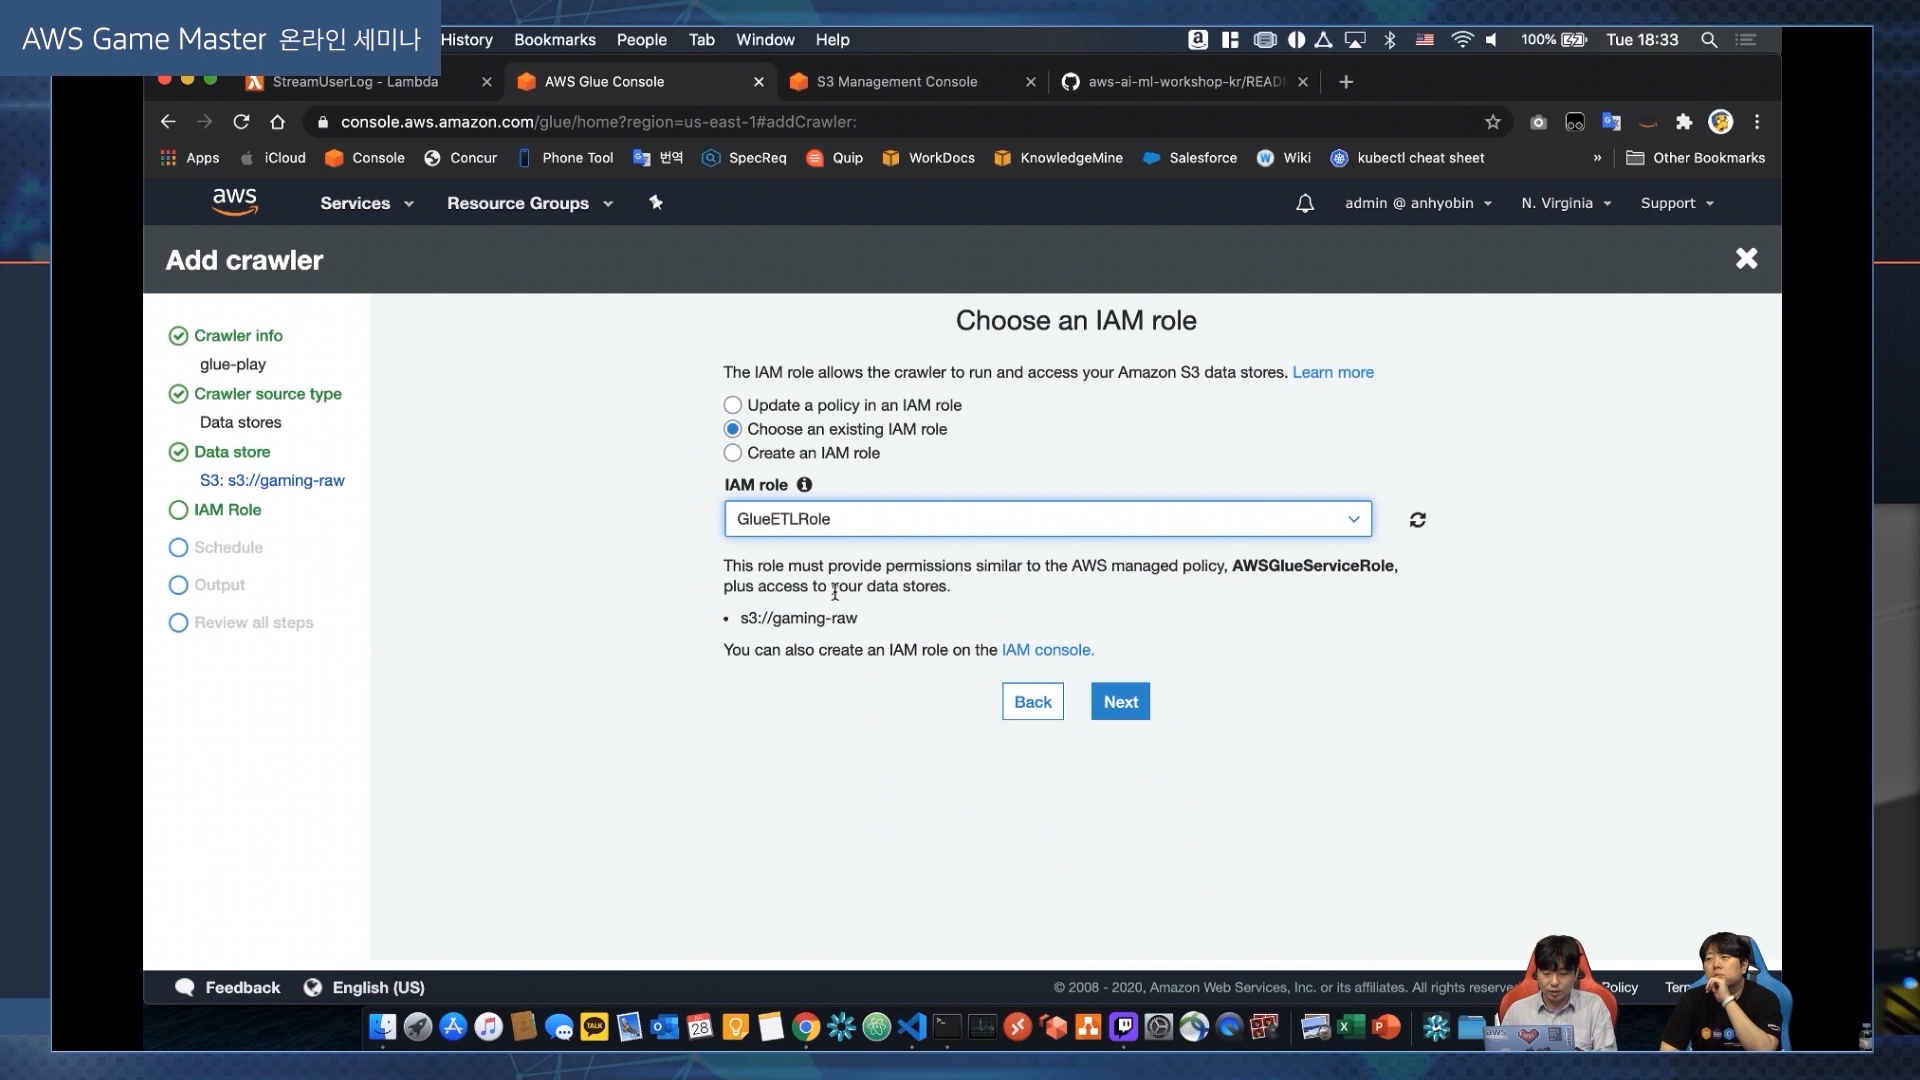 AWS Game Master 온라인 세미나
History Bookmarks People Tab Window Help 100% Tue 18:33
StreamUserLog - Lambda AWS Glue Console S3 Management Console aws-ai-ml-workshop-kr/READ
console.aws.amazon.com/glue/home?region=us-east-1#addCrawler:
Apps iCloud Console Concur Phone Tool 번역 SpecReq Quip WorkDocs KnowledgeMine Salesforce Wiki kubectl cheat sheet » Other Bookmarks
aws Services Resource Groups admin @ anhyobin N. Virginia Support
Add crawler
Crawler info
glue-play
Crawler source type
Data stores
Data store
S3: s3://gaming-raw
IAM Role
Schedule
Output
Review all steps
Choose an IAM role
The IAM role allows the crawler to run and access your Amazon S3 data stores. Learn more
Update a policy in an IAM role
Choose an existing IAM role
Create an IAM role
IAM role
GlueETLRole
This role must provide permissions similar to the AWS managed policy, AWSGlueServiceRole,
plus access to your data stores.
• s3://gaming-raw
You can also create an IAM role on the IAM console.
Back Next
Feedback English (US) © 2008 - 2020, Amazon Web Services, Inc. or its affiliates. All rights reserve Policy Ter
TALK 28
aws